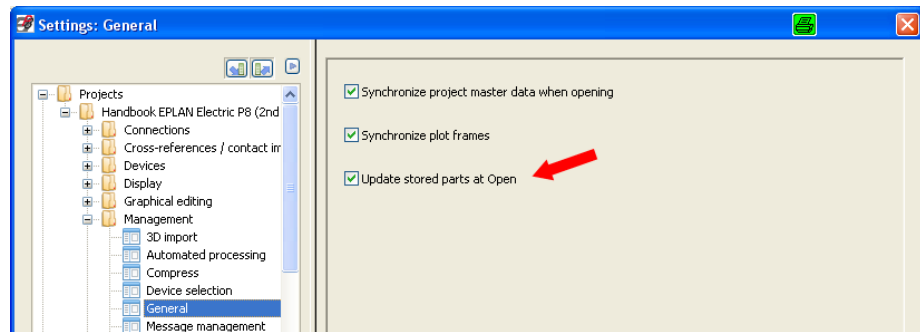 Settings: General
Projects
Handbook EPLAN Electric P8 (2nd
Connections
Cross-references / contact im
Devices
Display
Graphical editing
Management
3D import
Automated processing
Compress
Device selection
General
Message management
Synchronize project master data when opening
Synchronize plot frames
Update stored parts at Open